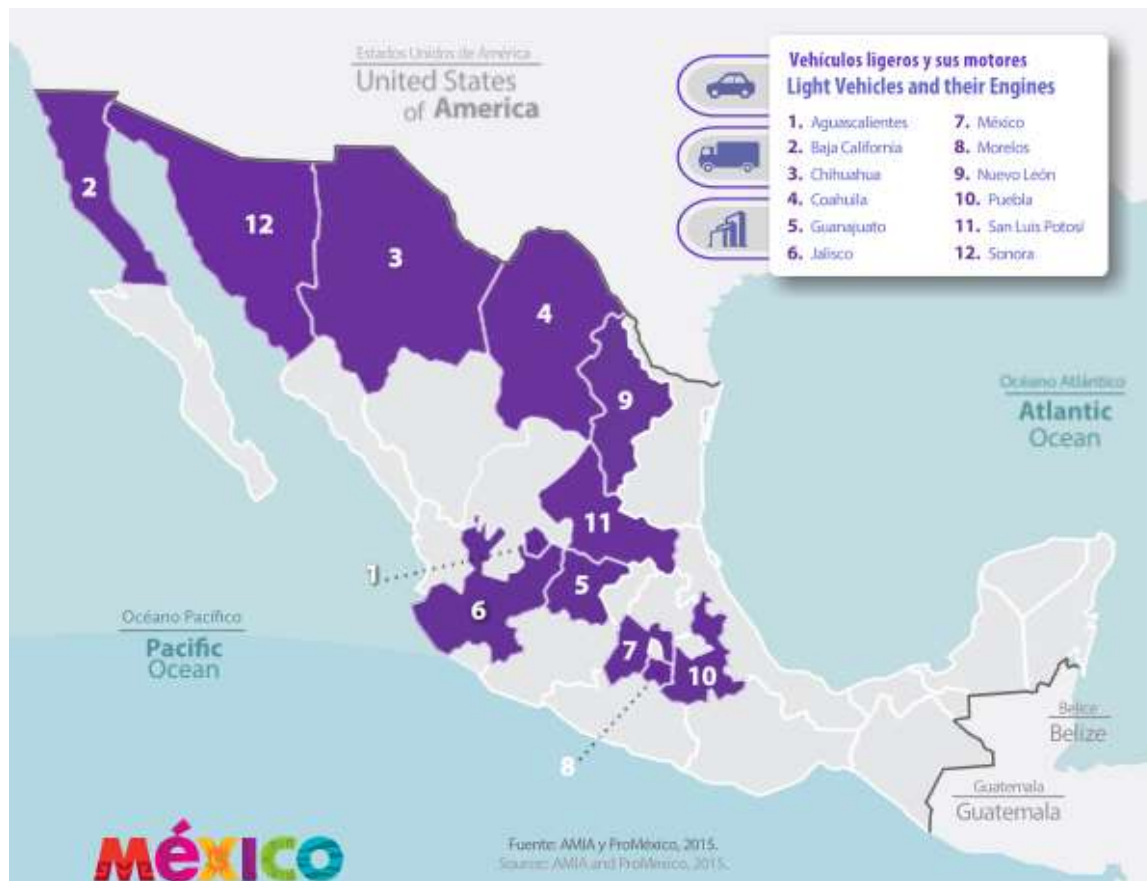 Estados Unidos de América
United States
of America
Vehículos ligeros y sus motores
Light Vehicles and their Engines
1. Aguascalientes
2. Baja California
3. Chihuahua
4. Coahuila
5. Guanajuato
6. Jalisco
7. México
8. Morelos
9. Nuevo León
10. Puebla
11. San Luis Potosí
12. Sonora
2
12
3
4
9
11
1
5
6
7
10
8
Océano Atlántico
Atlantic
Ocean
Océano Pacífico
Pacific
Ocean
Belice
Belize
Guatemala
Guatemala
México
Fuente: AMIA y ProMéxico, 2015.
Source: AMIA and ProMéxico, 2015.